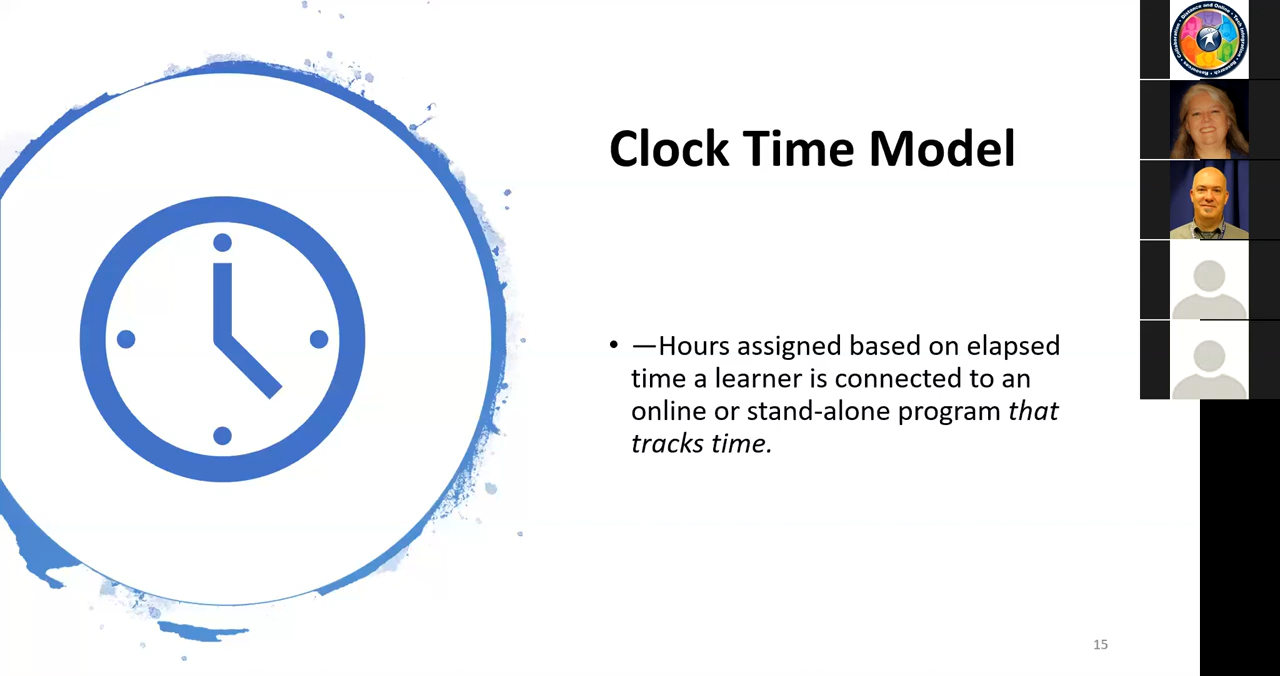 Clock Time Model
• —Hours assigned based on elapsed
time a learner is connected to an
online or stand-alone program that
tracks time.
15